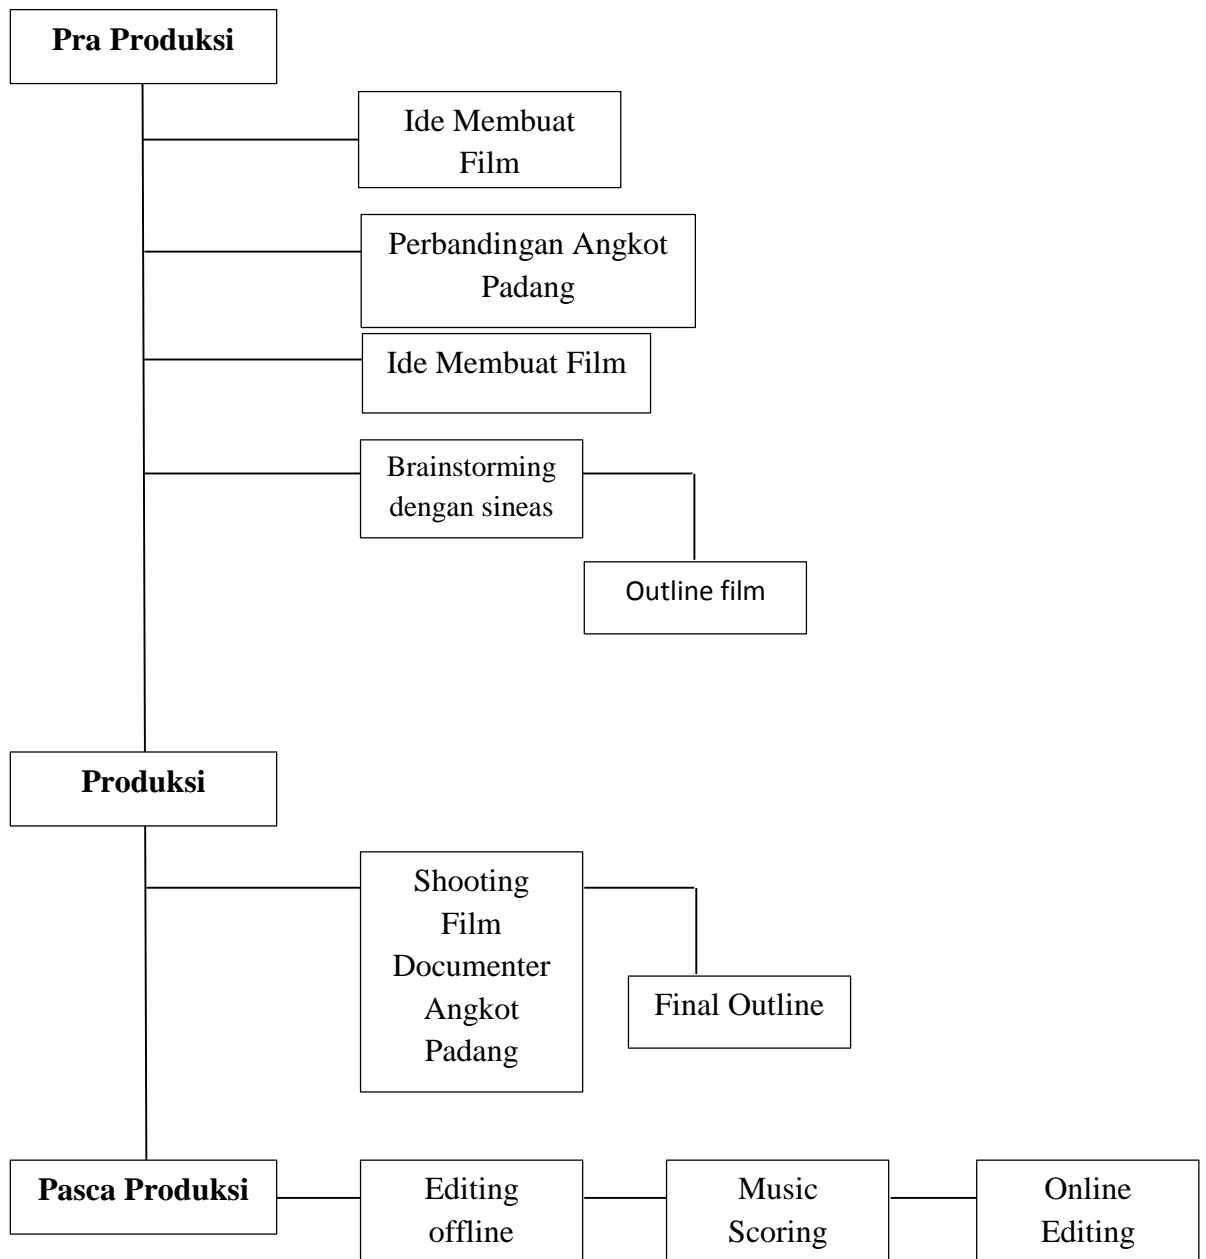 Pra Produksi
Ide Membuat
Film
Perbandingan Angkot
Padang
Ide Membuat Film
Brainstorming
dengan sineas
Outline film
Produksi
Shooting
Film
Documenter
Angkot
Padang
Final Outline
Pasca Produksi
Editing
offline
Music
Scoring
Online
Editing